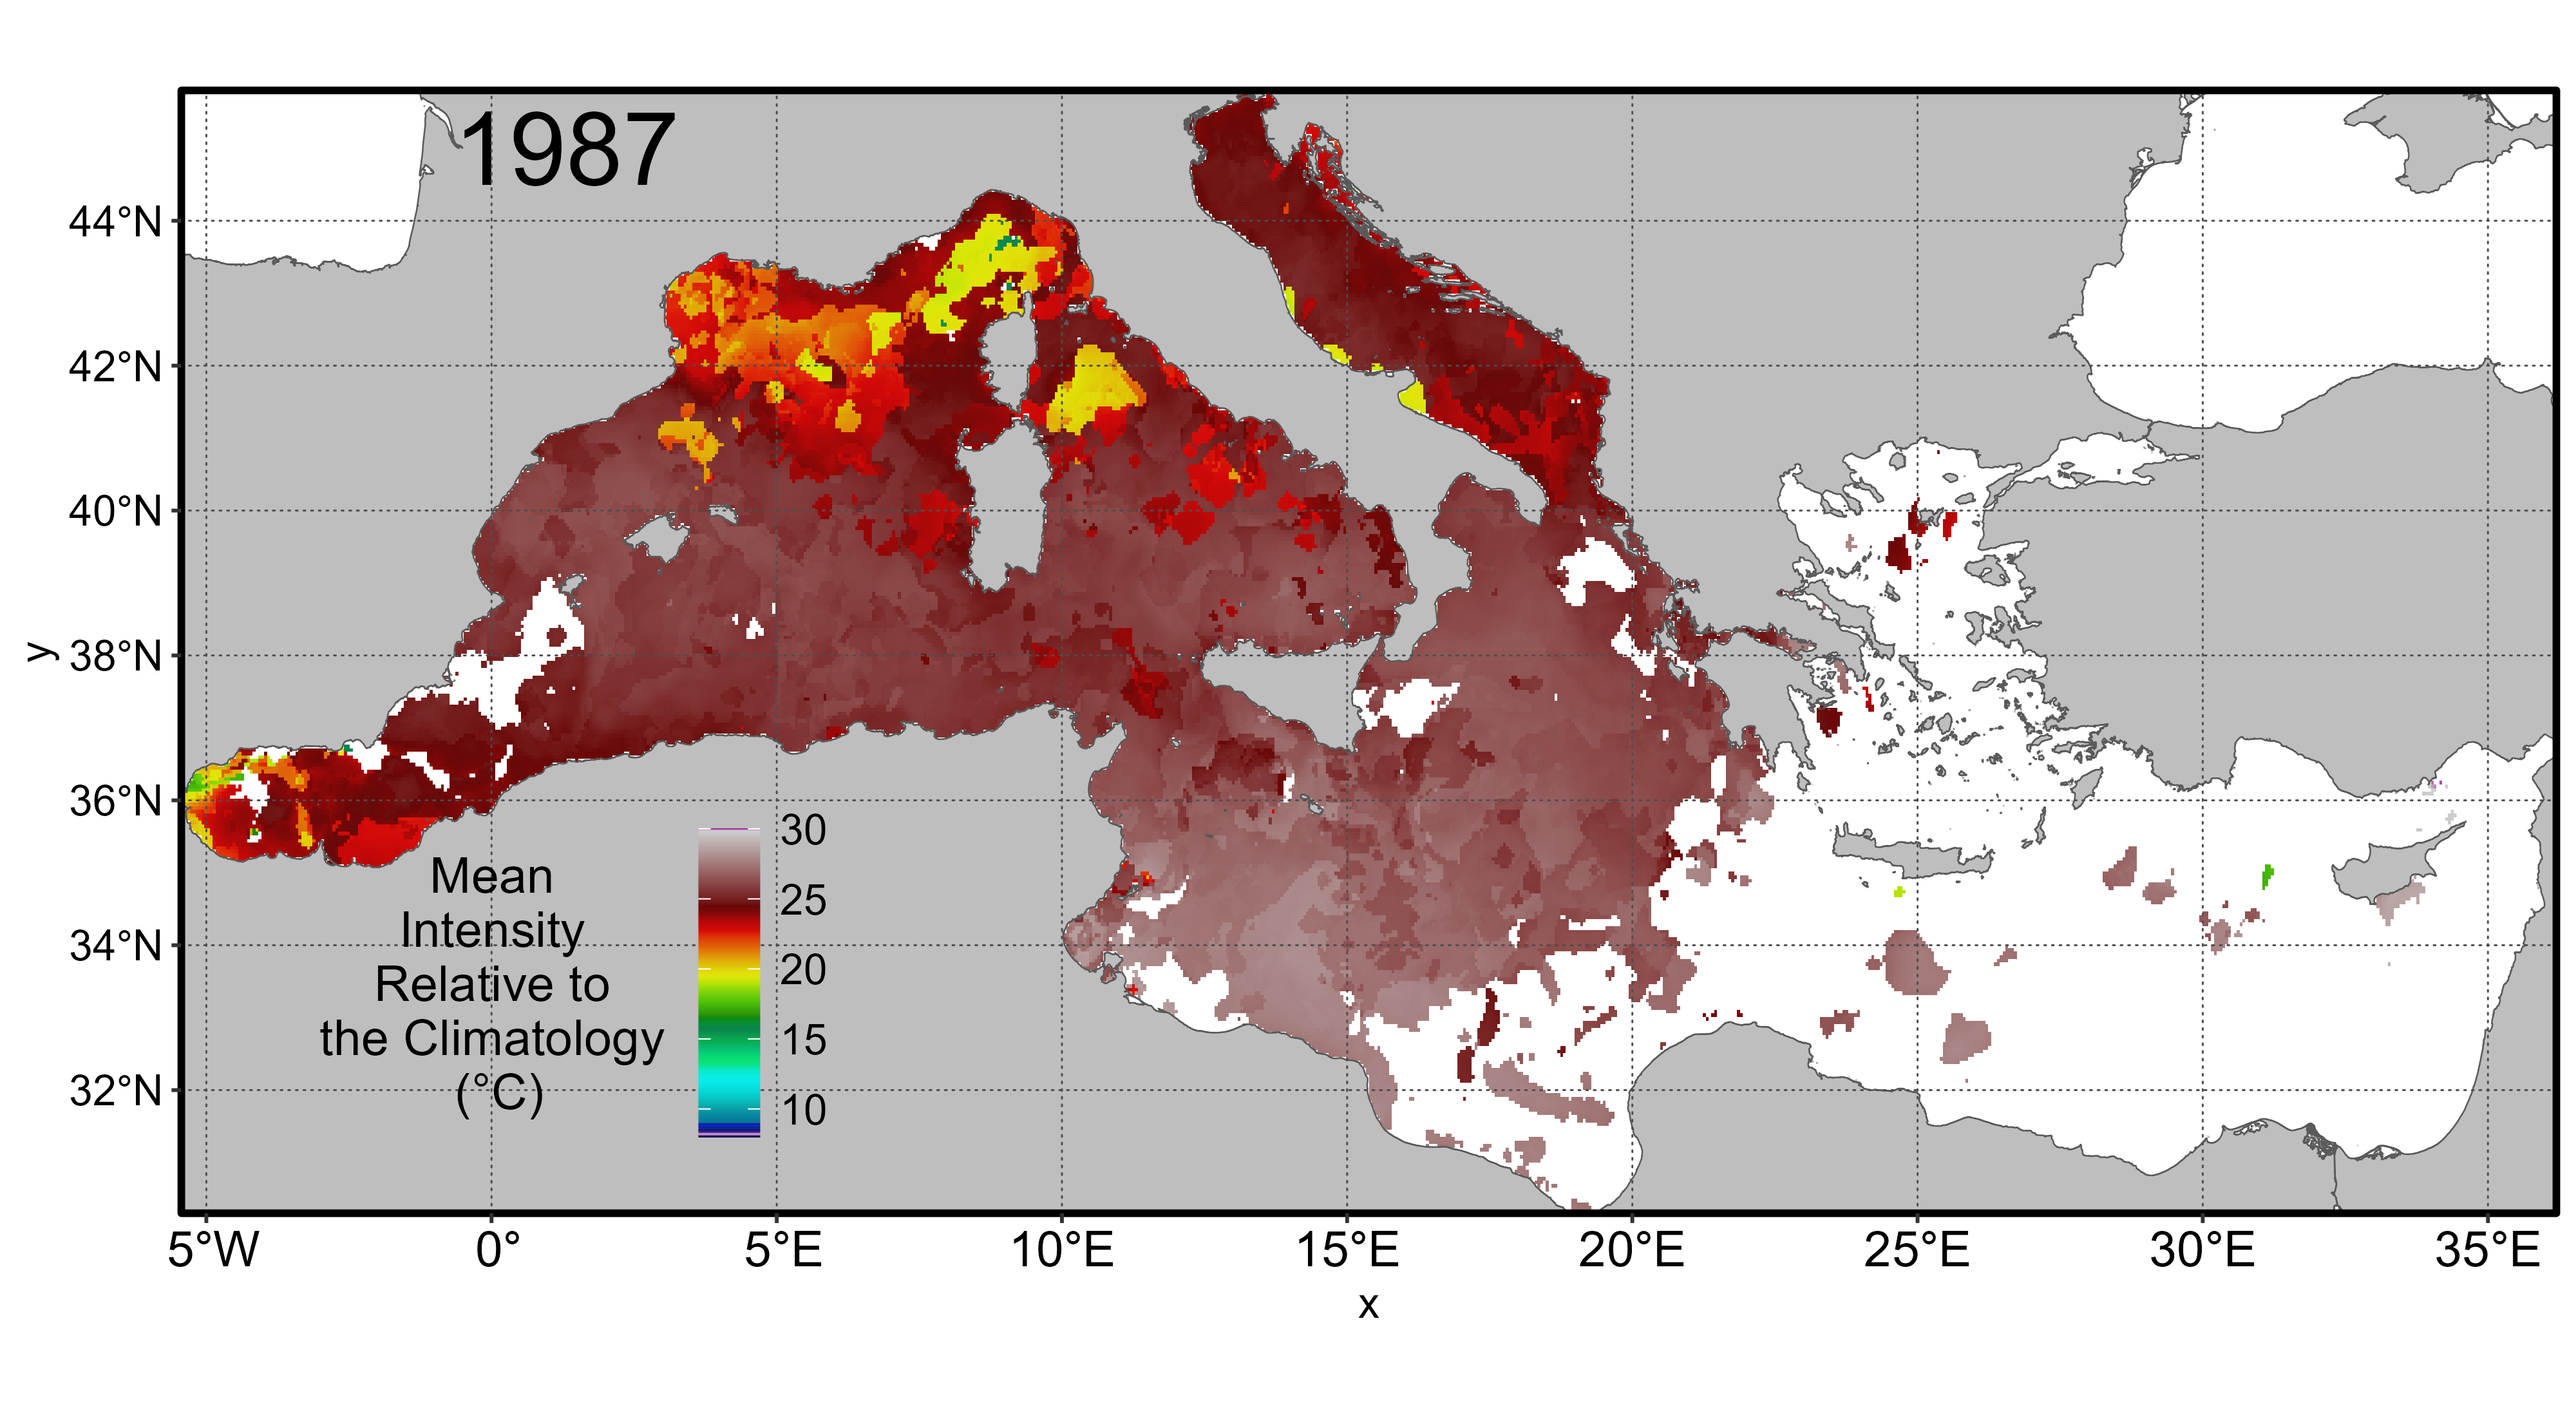 1987
44°N
42°N
40°N
38°N
36°N
34°N
32°N
y
Mean
Intensity
Relative to
the Climatology
(°C)
30
25
20
15
10
5°W 0° 5°E 10°E 15°E 20°E 25°E 30°E 35°E
x